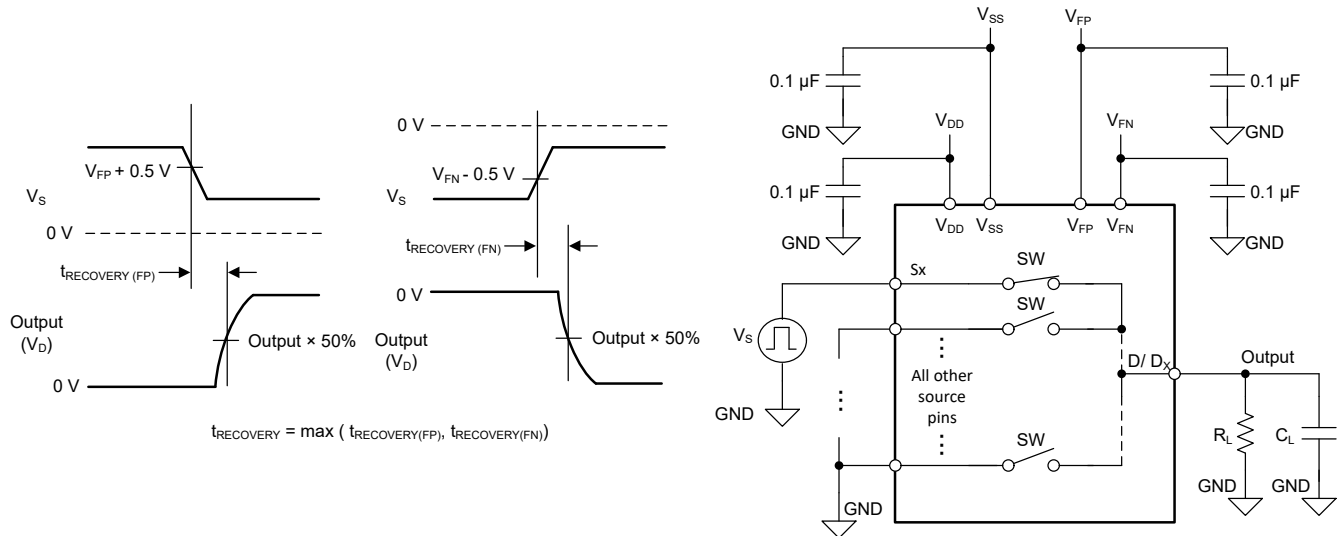 0 V
V_FP + 0.5 V
V_S
0 V
t_RECOVERY (FP)
Output
(V_D)
Output × 50%
0 V
0 V
V_FN - 0.5 V
t_RECOVERY (FN)
0 V
Output
(V_D)
Output × 50%
t_RECOVERY = max ( t_RECOVERY(FP), t_RECOVERY(FN))
V_SS
V_FP
0.1 µF
0.1 µF
GND
V_DD
V_FN
GND
0.1 µF
0.1 µF
GND
V_DD
V_SS
V_FP
V_FN
GND
Sx
SW
SW
V_S
⋮
D/ D_X
Output
GND
⋮
All other
source
pins
⋮
SW
R_L
C_L
GND
GND
GND